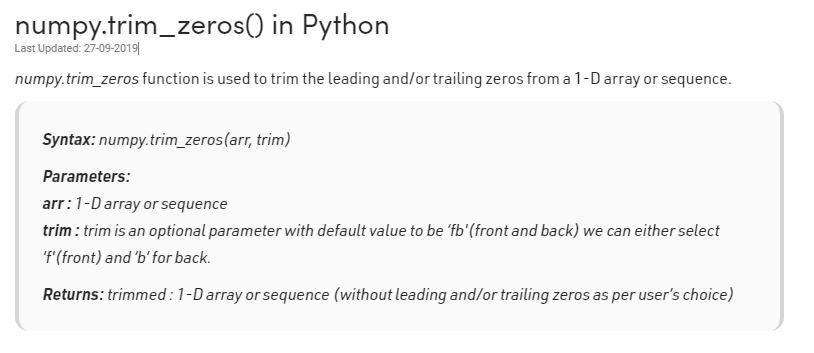 numpy.trim_zeros() in Python
Last Updated: 27-09-2019
numpy.trim_zeros function is used to trim the leading and/or trailing zeros from a 1-D array or sequence.
Syntax: numpy.trim_zeros(arr, trim)
Parameters:
arr : 1-D array or sequence
trim : trim is an optional parameter with default value to be ‘fb'(front and back) we can either select
‘f'(front) and ‘b’ for back.
Returns: trimmed : 1-D array or sequence (without leading and/or trailing zeros as per user’s choice)